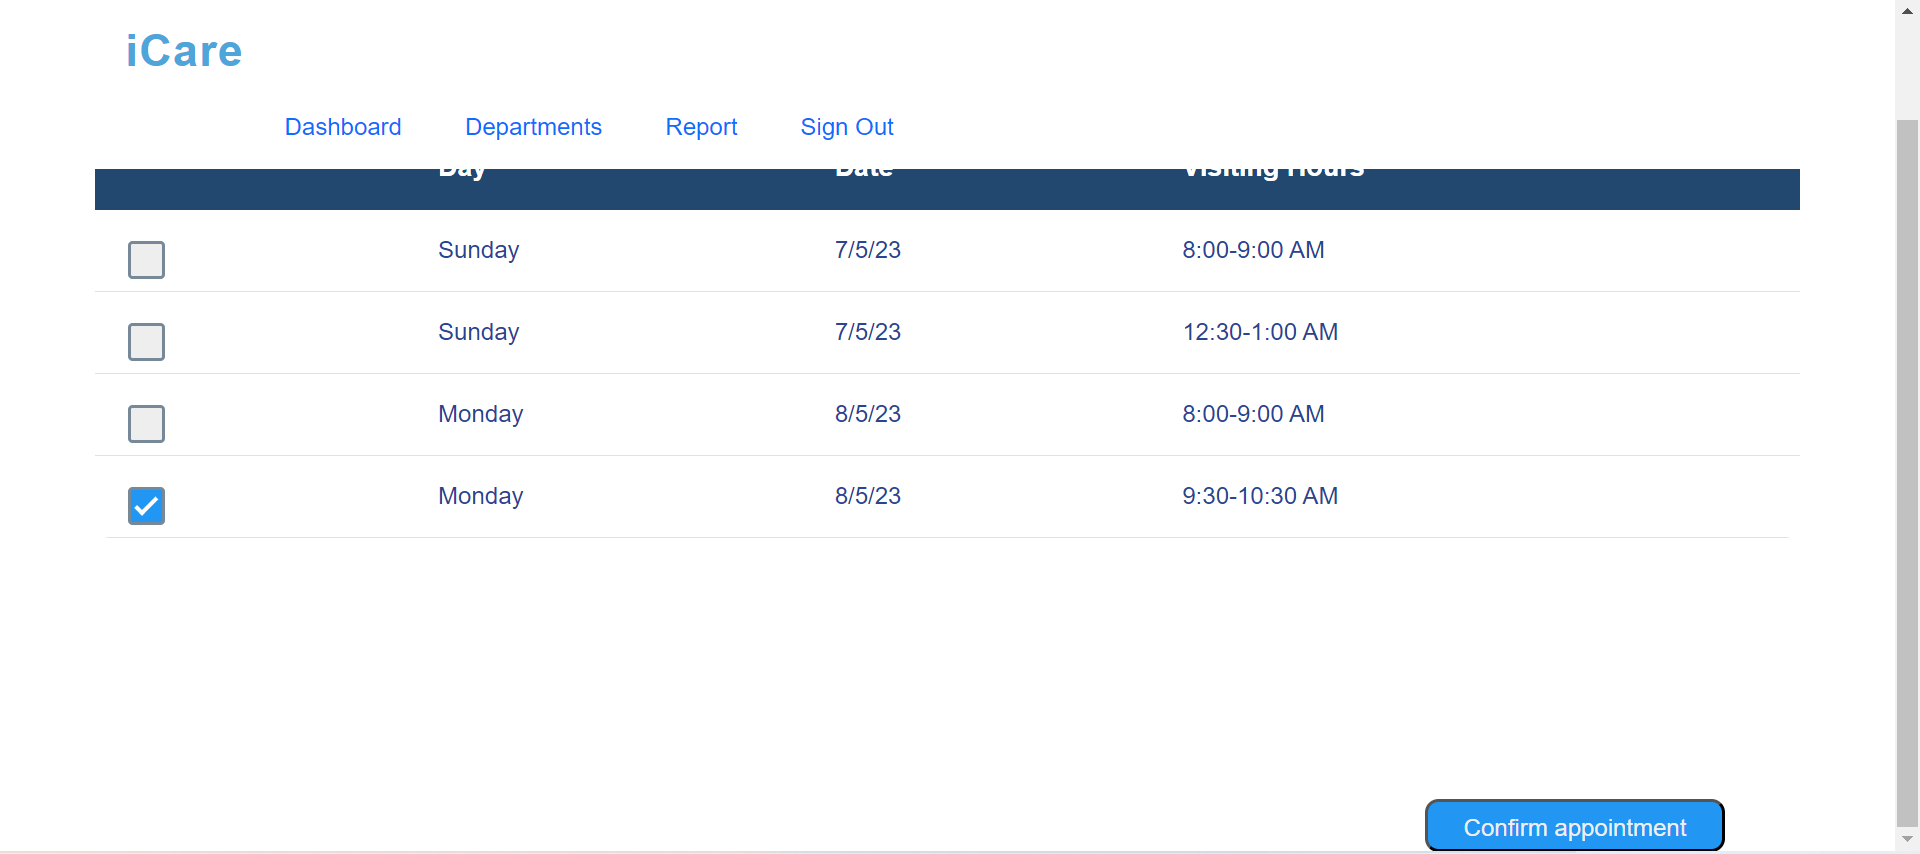 iCare
Dashboard Departments Report Sign Out
Day Date Visiting Hours
Sunday 7/5/23 8:00-9:00 AM
Sunday 7/5/23 12:30-1:00 AM
Monday 8/5/23 8:00-9:00 AM
Monday 8/5/23 9:30-10:30 AM
Confirm appointment